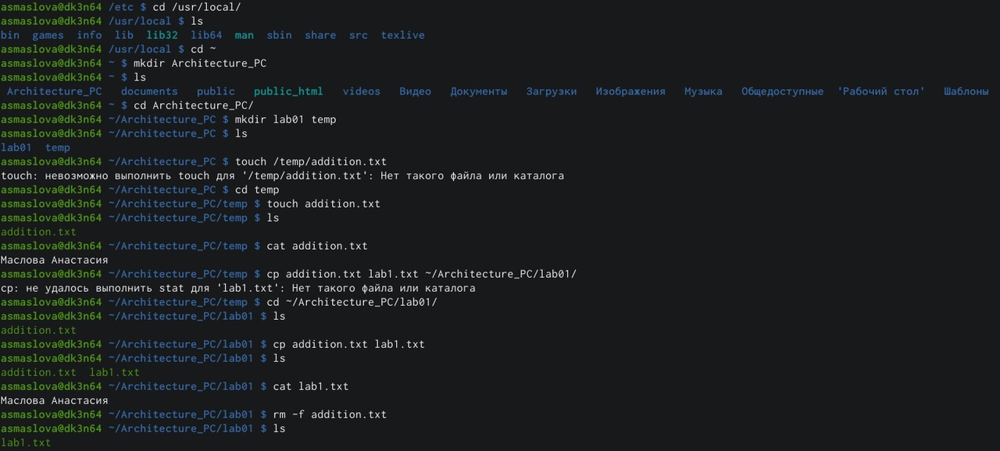 asmaslova@dk3n64 /etc $ cd /usr/local/
asmaslova@dk3n64 /usr/local $ ls
bin games info lib lib32 lib64 man sbin share src texlive
asmaslova@dk3n64 /usr/local $ cd ~
asmaslova@dk3n64 ~ $ mkdir Architecture_PC
asmaslova@dk3n64 ~ $ ls
Architecture_PC documents public public_html videos Видео Документы Загрузки Изображения Музыка Общедоступные 'Рабочий стол' Шаблоны
asmaslova@dk3n64 ~ $ cd Architecture_PC/
asmaslova@dk3n64 ~/Architecture_PC $ mkdir lab01 temp
asmaslova@dk3n64 ~/Architecture_PC $ ls
lab01 temp
asmaslova@dk3n64 ~/Architecture_PC $ touch /temp/addition.txt
touch: невозможно выполнить touch для '/temp/addition.txt': Нет такого файла или каталога
asmaslova@dk3n64 ~/Architecture_PC $ cd temp
asmaslova@dk3n64 ~/Architecture_PC/temp $ touch addition.txt
asmaslova@dk3n64 ~/Architecture_PC/temp $ ls
addition.txt
asmaslova@dk3n64 ~/Architecture_PC/temp $ cat addition.txt
Маслова Анастасия
asmaslova@dk3n64 ~/Architecture_PC/temp $ cp addition.txt lab1.txt ~/Architecture_PC/lab01/
cp: не удалось выполнить stat для 'lab1.txt': Нет такого файла или каталога
asmaslova@dk3n64 ~/Architecture_PC/temp $ cd ~/Architecture_PC/lab01/
asmaslova@dk3n64 ~/Architecture_PC/lab01 $ ls
addition.txt
asmaslova@dk3n64 ~/Architecture_PC/lab01 $ cp addition.txt lab1.txt
asmaslova@dk3n64 ~/Architecture_PC/lab01 $ ls
addition.txt lab1.txt
asmaslova@dk3n64 ~/Architecture_PC/lab01 $ cat lab1.txt
Маслова Анастасия
asmaslova@dk3n64 ~/Architecture_PC/lab01 $ rm -f addition.txt
asmaslova@dk3n64 ~/Architecture_PC/lab01 $ ls
lab1.txt